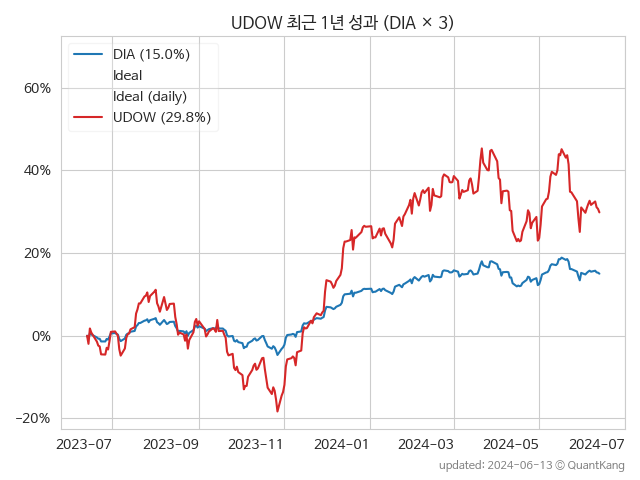 UDOW 최근 1년 성과 (DIA × 3)
DIA (15.0%)
Ideal
Ideal (daily)
UDOW (29.8%)
60%
40%
20%
0%
−20%
2023-07 2023-09 2023-11 2024-01 2024-03 2024-05 2024-07
updated: 2024-06-13 © QuantKang